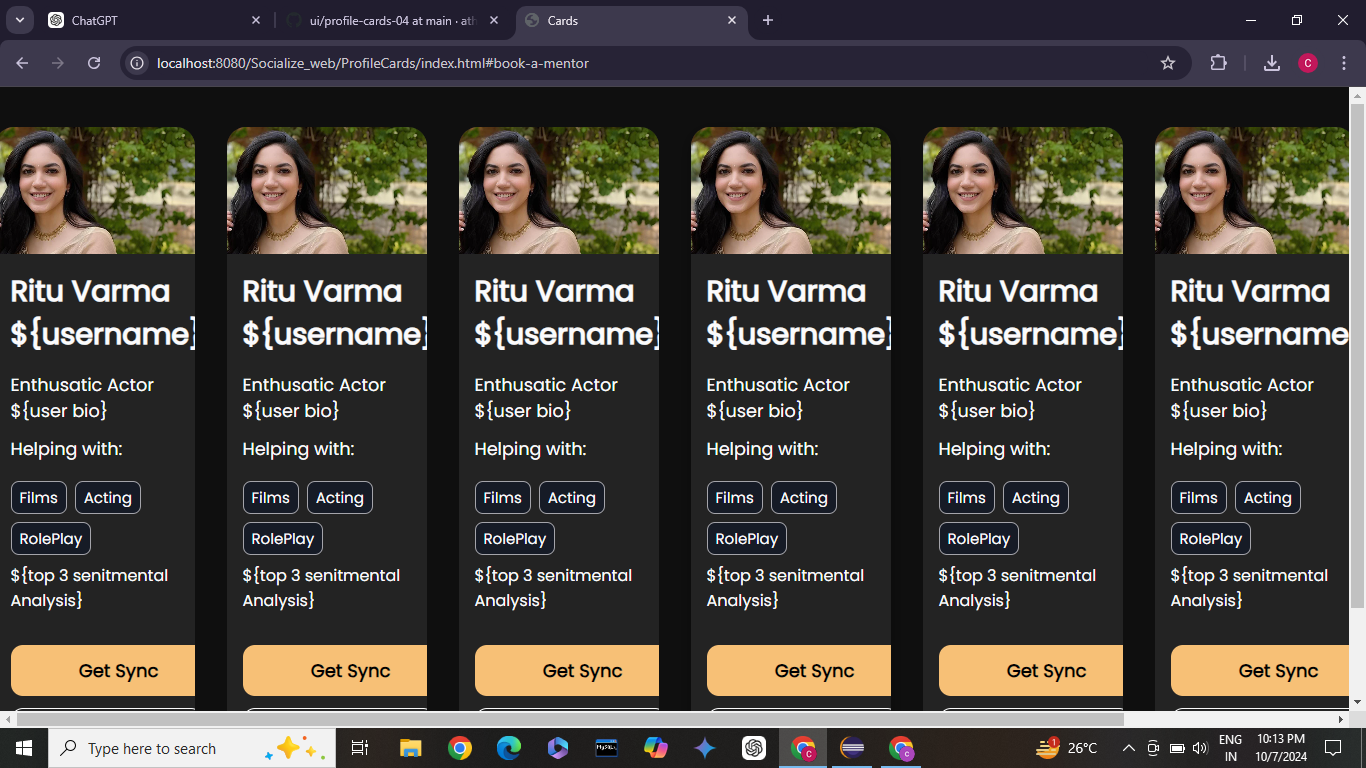 ChatGPT
ui/profile-cards-04 at main · ath
Cards
localhost:8080/Socialize_web/ProfileCards/index.html#book-a-mentor
C
Ritu Varma Ritu Varma Ritu Varma Ritu Varma Ritu Varma Ritu Varma
${username} ${username} ${username} ${username} ${username} ${username
Enthusatic Actor Enthusatic Actor Enthusatic Actor Enthusatic Actor Enthusatic Actor Enthusatic Actor
${user bio} ${user bio} ${user bio} ${user bio} ${user bio} ${user bio}
Helping with: Helping with: Helping with: Helping with: Helping with: Helping with:
Films Acting Films Acting Films Acting Films Acting Films Acting Films Acting
RolePlay RolePlay RolePlay RolePlay RolePlay RolePlay
${top 3 senitmental ${top 3 senitmental ${top 3 senitmental ${top 3 senitmental ${top 3 senitmental ${top 3 senitmental
Analysis} Analysis} Analysis} Analysis} Analysis} Analysis}
Get Sync Get Sync Get Sync Get Sync Get Sync Get Sync
Type here to search
MySQL
C
C
1
26°C
ENG
IN
10:13 PM
10/7/2024